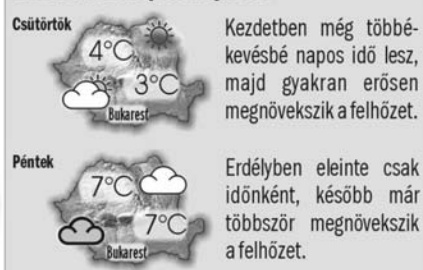 Csütörtök
4°C
3°C
Bukarest
Kezdetben még többé-
kevésbé napos idő lesz,
majd gyakran erősen
megnövekszik a felhőzet.
Péntek
7°C
7°C
Bukarest
Erdélyben eleinte csak
időnként, később már
többször megnövekszik
a felhőzet.